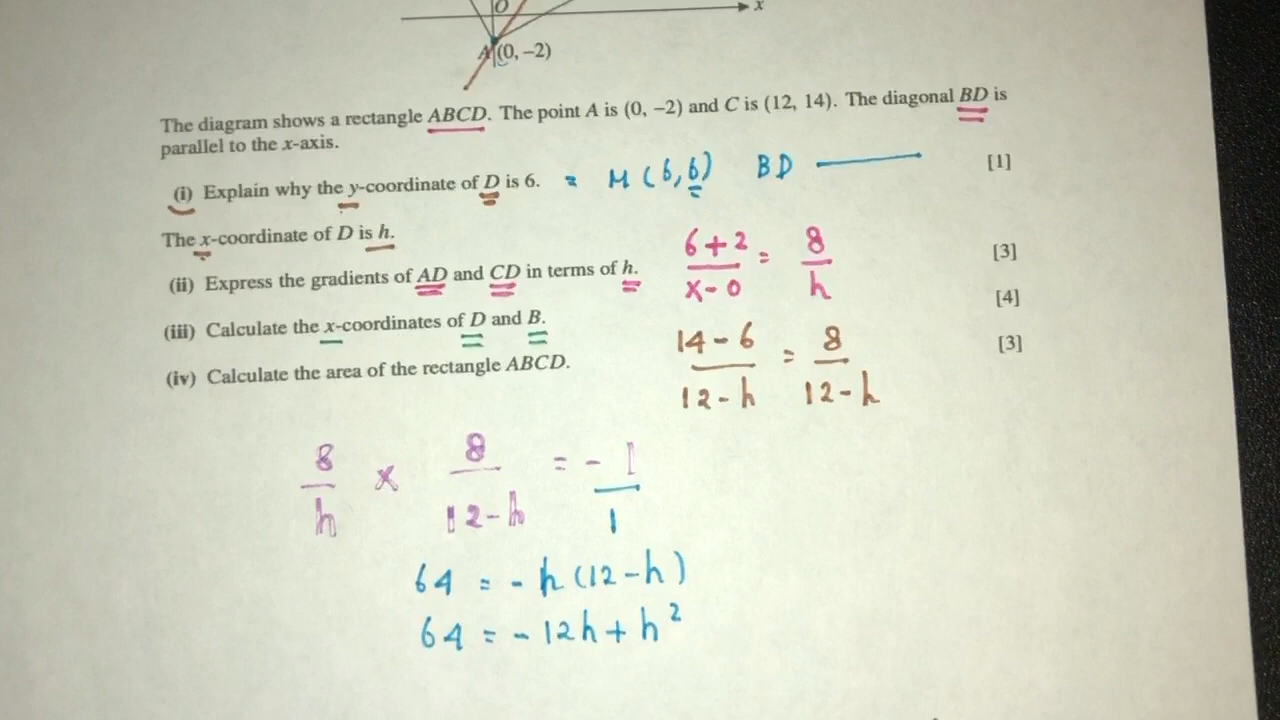 O
x
A (0, −2)
The diagram shows a rectangle ABCD. The point A is (0, −2) and C is (12, 14). The diagonal BD is
parallel to the x-axis.
(i) Explain why the y-coordinate of D is 6. = M (6,6) BD [1]
The x-coordinate of D is h.
(ii) Express the gradients of AD and CD in terms of h. [3]
6+2 / x-0 = 8 / h
(iii) Calculate the x-coordinates of D and B. [4]
(iv) Calculate the area of the rectangle ABCD. [3]
14-6 / 12-h = 8 / 12-h
8 / h × 8 / 12-h = -1 / 1
64 = -h(12-h)
64 = -12h+h²